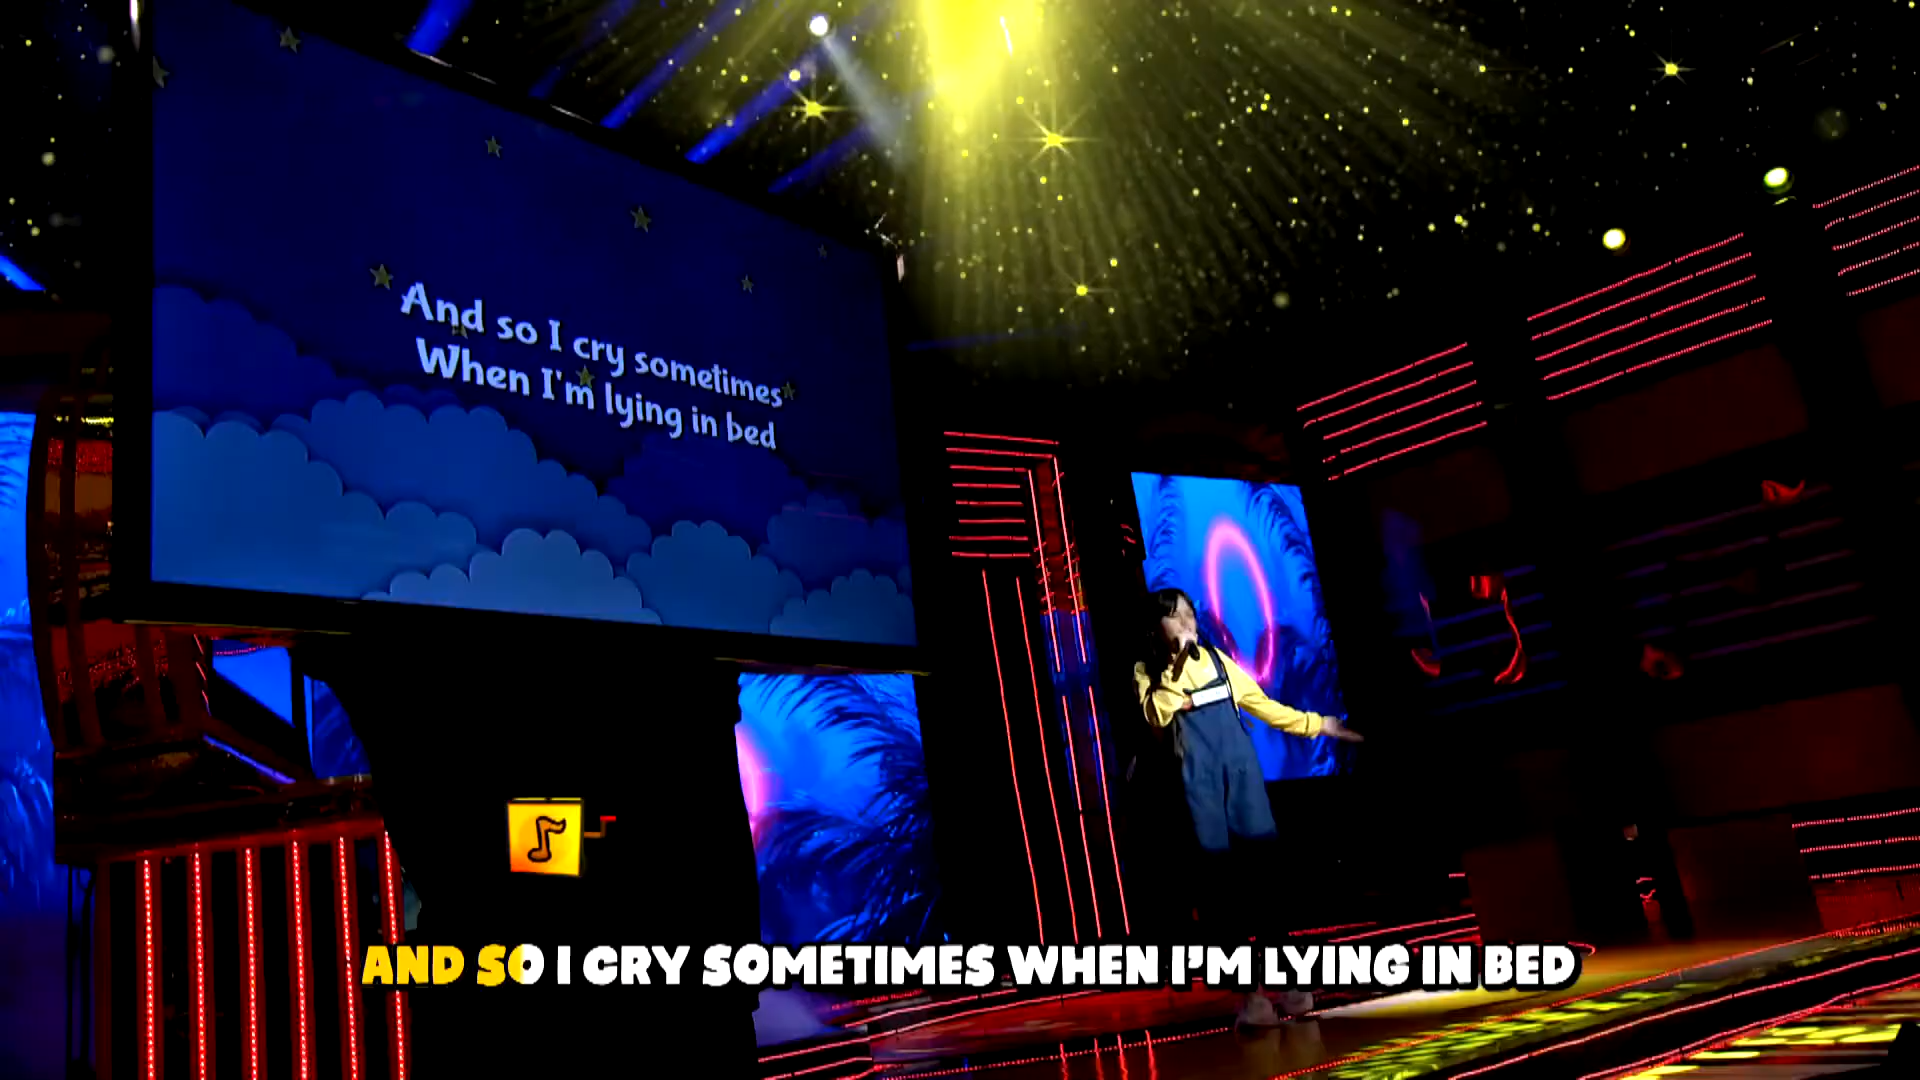 And so I cry sometimes
When I'm lying in bed
AND SO I CRY SOMETIMES WHEN I'M LYING IN BED